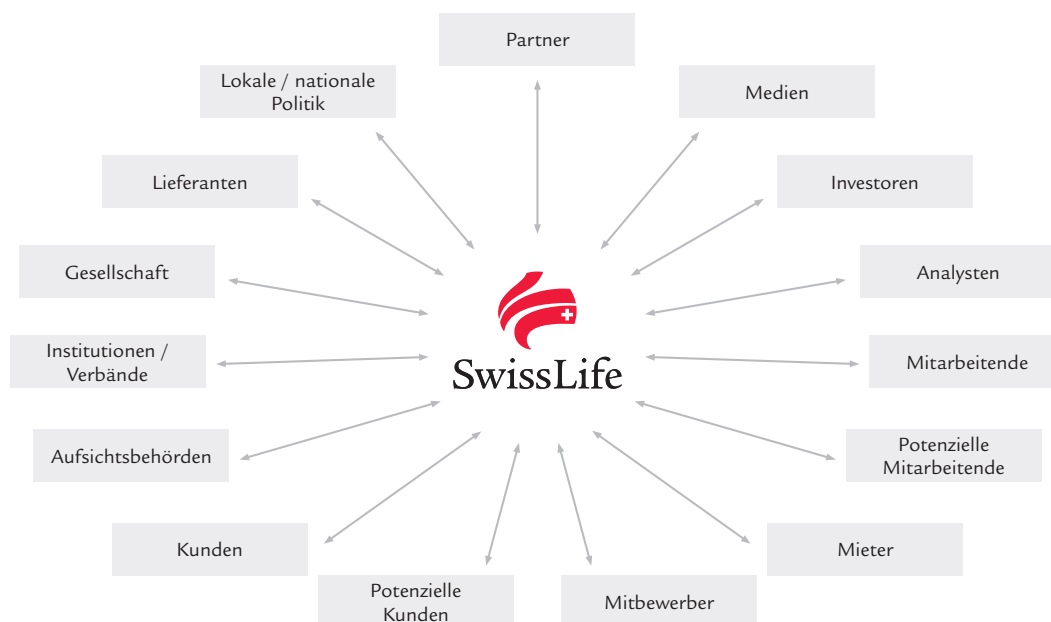 Partner
Lokale / nationale
Politik
Medien
Lieferanten
Investoren
Gesellschaft
Analysten
SwissLife
Institutionen /
Verbände
Mitarbeitende
Aufsichtsbehörden
Potenzielle
Mitarbeitende
Kunden
Mieter
Potenzielle
Kunden
Mitbewerber